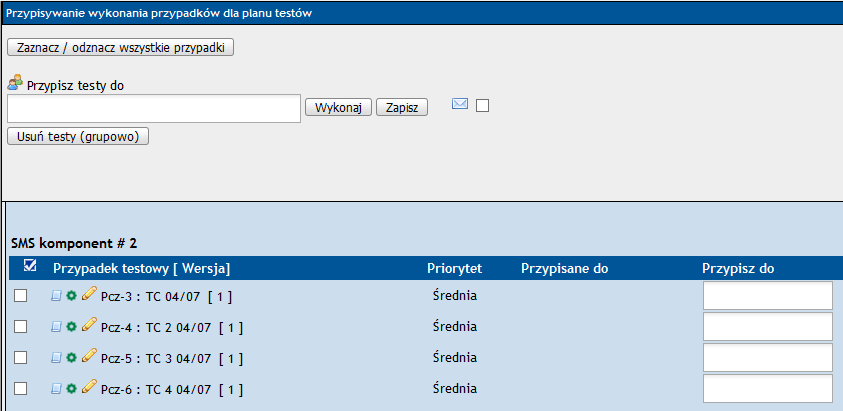 Przypisywanie wykonania przypadków dla planu testów
Zaznacz / odznacz wszystkie przypadki
Przypisz testy do
Wykonaj Zapisz
Usuń testy (grupowo)
SMS komponent # 2
Przypadek testowy [ Wersja] Priorytet Przypisane do Przypisz do
Pcz-3 : TC 04/07 [ 1 ] Średnia
Pcz-4 : TC 2 04/07 [ 1 ] Średnia
Pcz-5 : TC 3 04/07 [ 1 ] Średnia
Pcz-6 : TC 4 04/07 [ 1 ] Średnia